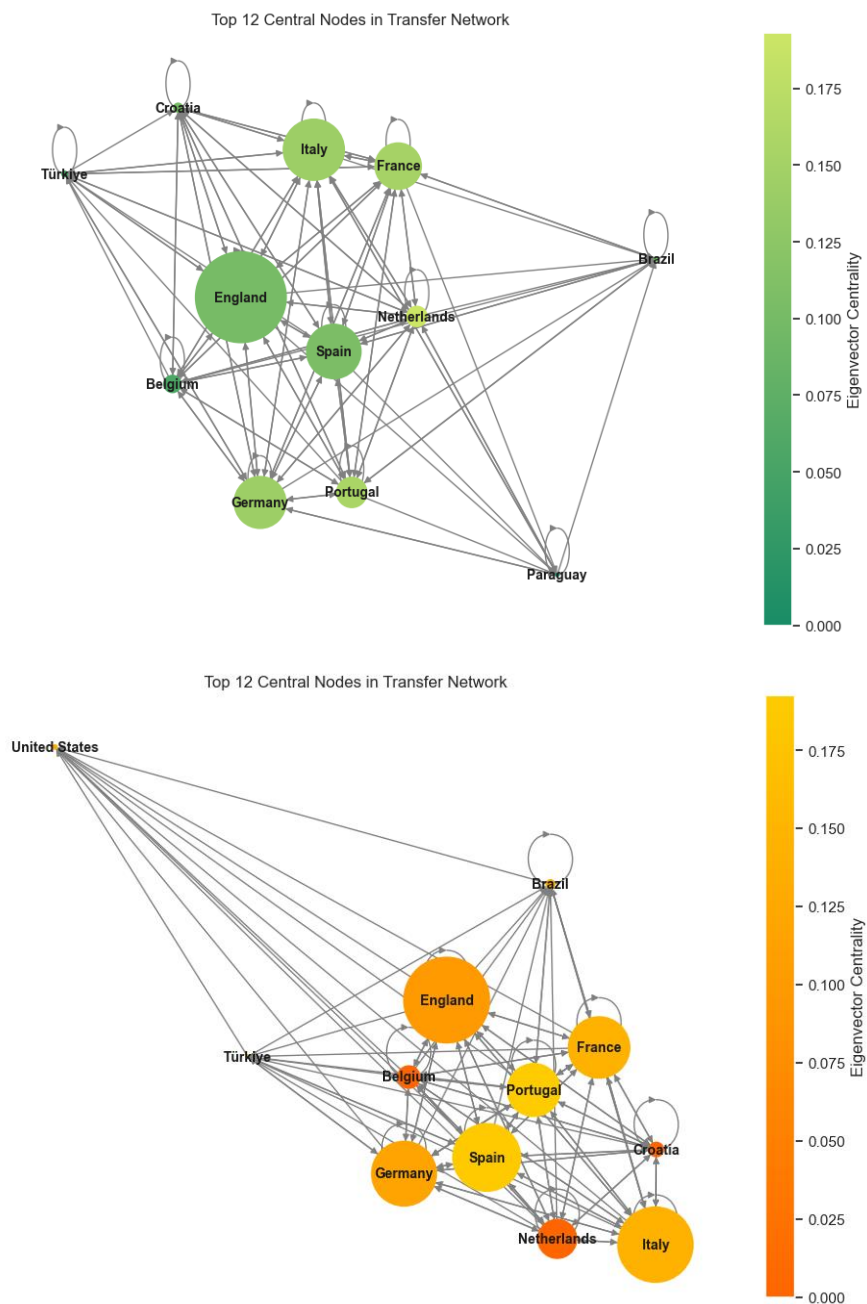 Top 12 Central Nodes in Transfer Network
Croatia
Italy
France
Türkiye
Brazil
England
Netherlands
Spain
Belgium
Germany
Portugal
Paraguay
0.175
0.150
0.125
0.100
0.075
0.050
0.025
0.000
Eigenvector Centrality
Top 12 Central Nodes in Transfer Network
United States
Brazil
England
France
Türkiye
Belgium
Portugal
Croatia
Spain
Germany
Netherlands
Italy
0.175
0.150
0.125
0.100
0.075
0.050
0.025
0.000
Eigenvector Centrality